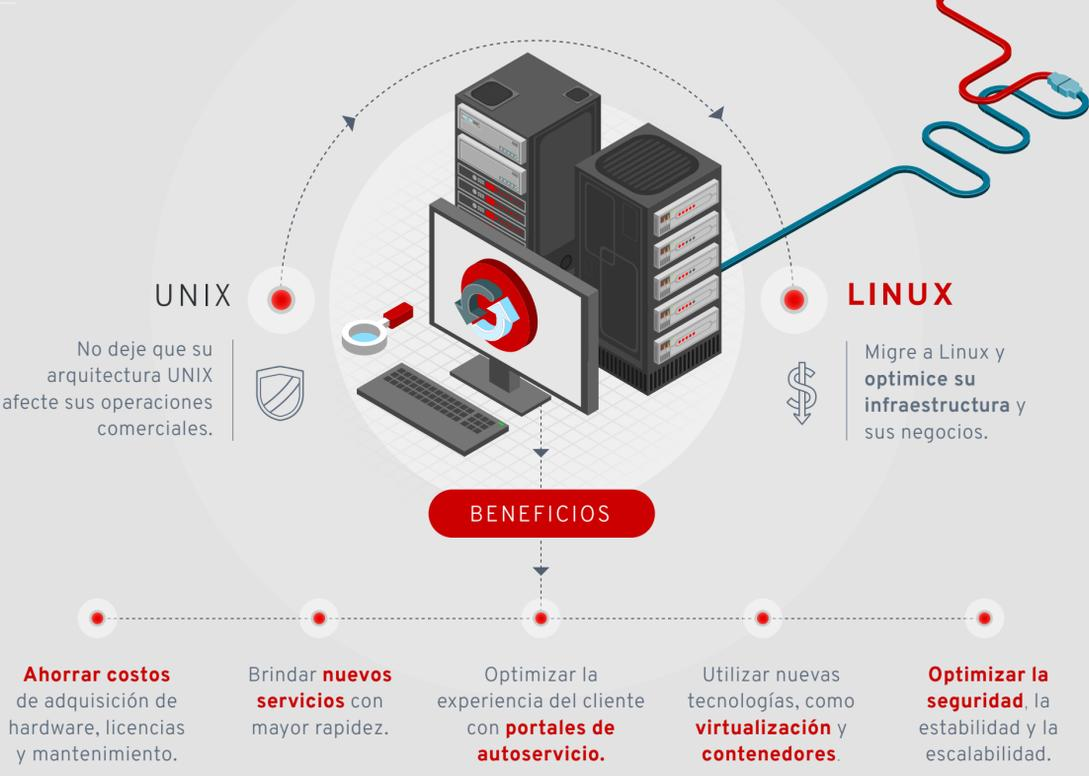 UNIX
No deje que su
arquitectura UNIX
afecte sus operaciones
comerciales.
LINUX
Migre a Linux y
optimice su
infraestructura y
sus negocios.
BENEFICIOS
Ahorrar costos
de adquisición de
hardware, licencias
y mantenimiento.
Brindar nuevos
servicios con
mayor rapidez.
Optimizar la
experiencia del cliente
con portales de
autoservicio.
Utilizar nuevas
tecnologías, como
virtualización y
contenedores.
Optimizar la
seguridad, la
estabilidad y la
escalabilidad.